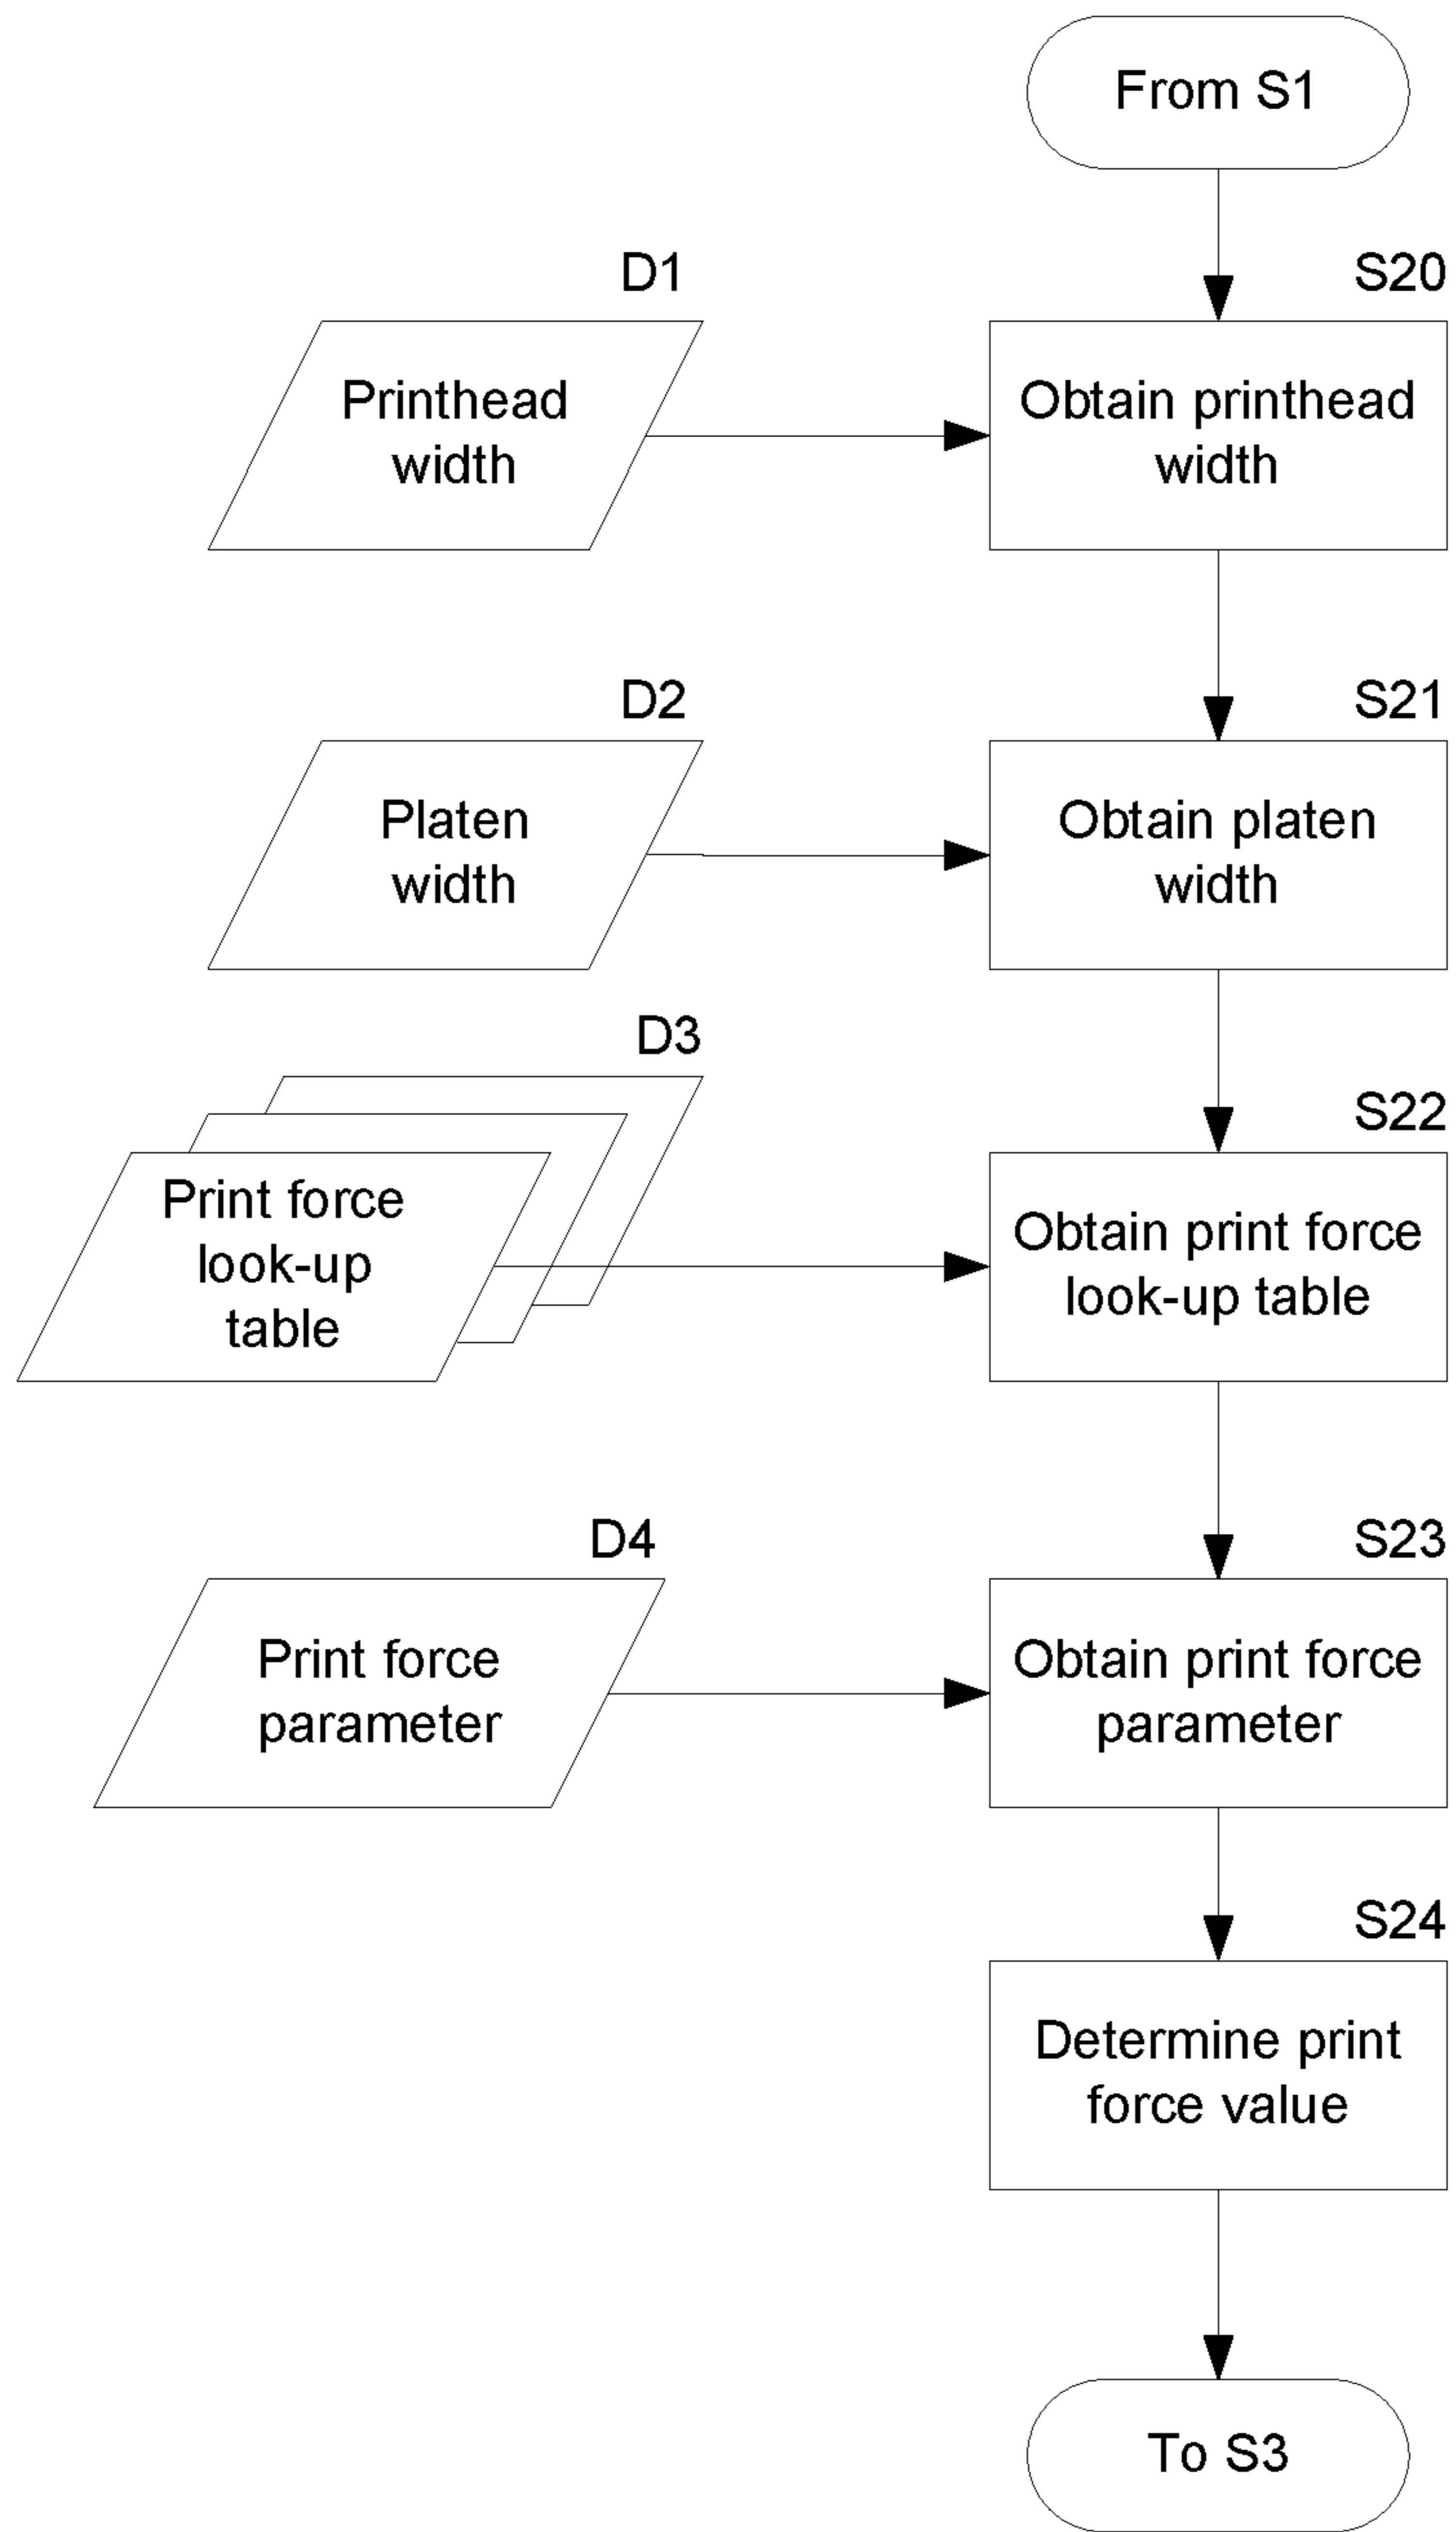 From S1
D1
S20
Printhead
width
Obtain printhead
width
D2
S21
Platen
width
Obtain platen
width
D3
S22
Print force
look-up
table
Obtain print force
look-up table
D4
S23
Print force
parameter
Obtain print force
parameter
S24
Determine print
force value
To S3